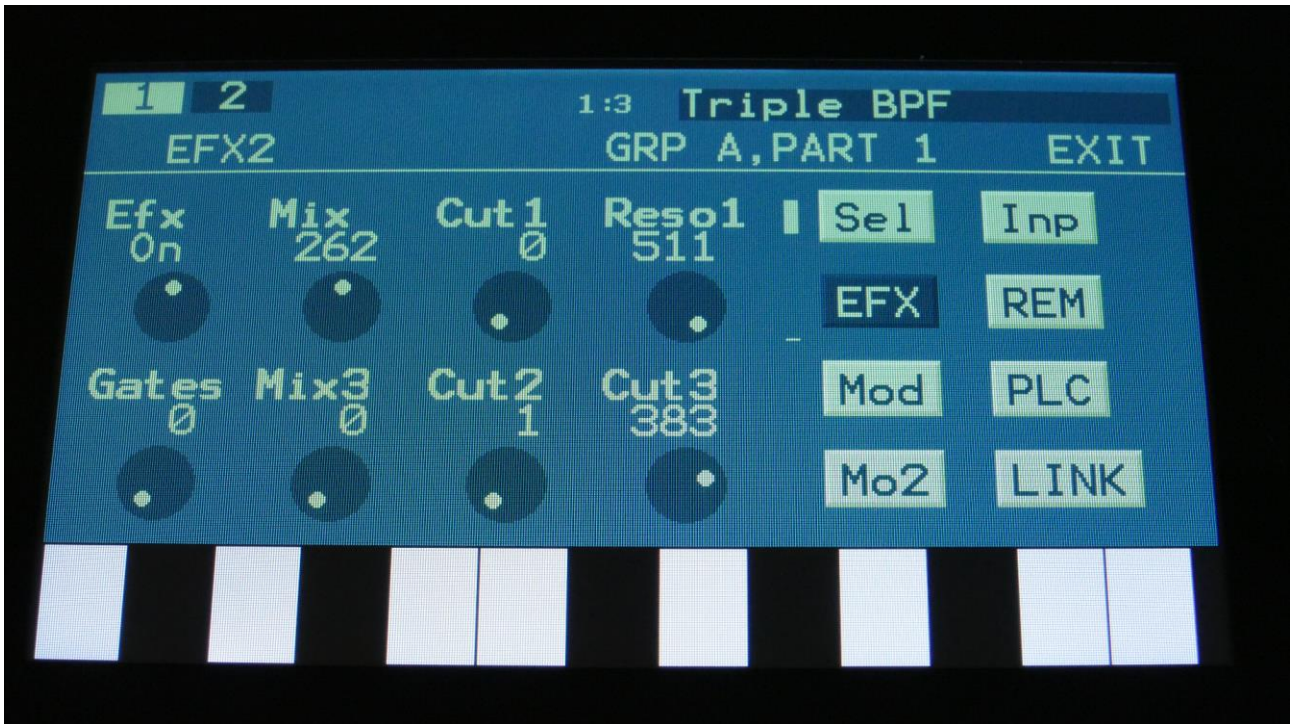 1 2 1:3 Triple BPF
EFX2 GRP A,PART 1 EXIT
Efx Mix Cut1 Reso1 Sel Inp
On 262 0 511
EFX REM
Gates Mix3 Cut2 Cut3 Mod PLC
0 0 1 383
Mo2 LINK